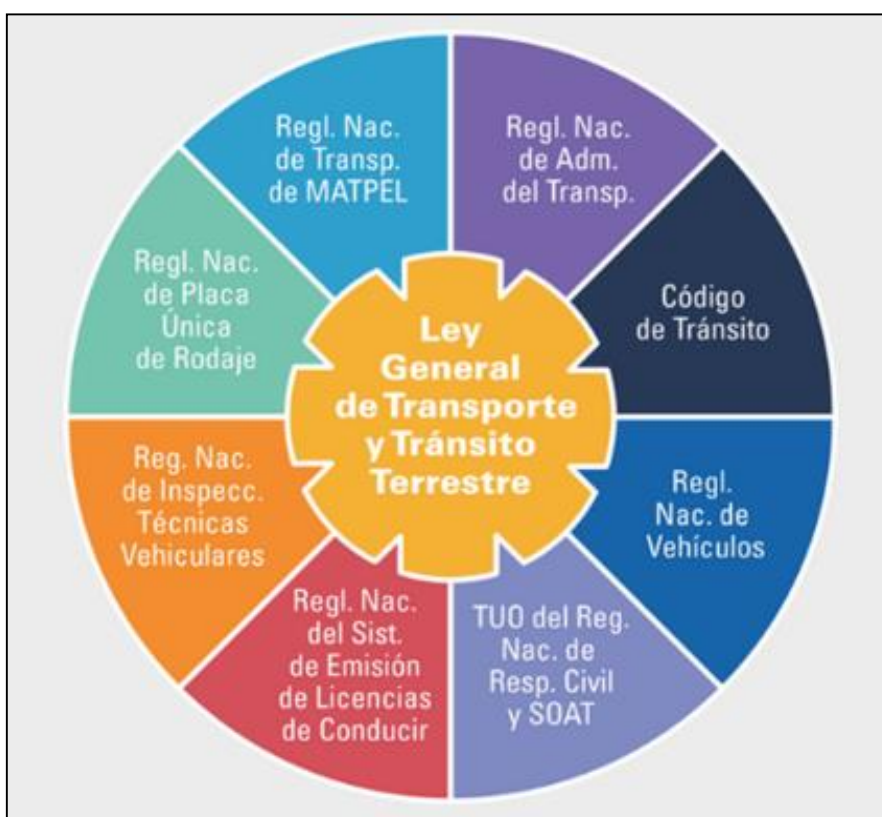 Regl. Nac.
de Transp.
de MATPEL
Regl. Nac.
de Adm.
del Transp.
Regl. Nac.
de Placa
Única
de Rodaje
Código
de Tránsito
Ley
General
de Transporte
y Tránsito
Terrestre
Reg. Nac.
de Inspecc.
Técnicas
Vehiculares
Regl.
Nac. de
Vehículos
Regl. Nac.
del Sist.
de Emisión
de Licencias
de Conducir
TUO del Reg.
Nac. de
Resp. Civil
y SOAT